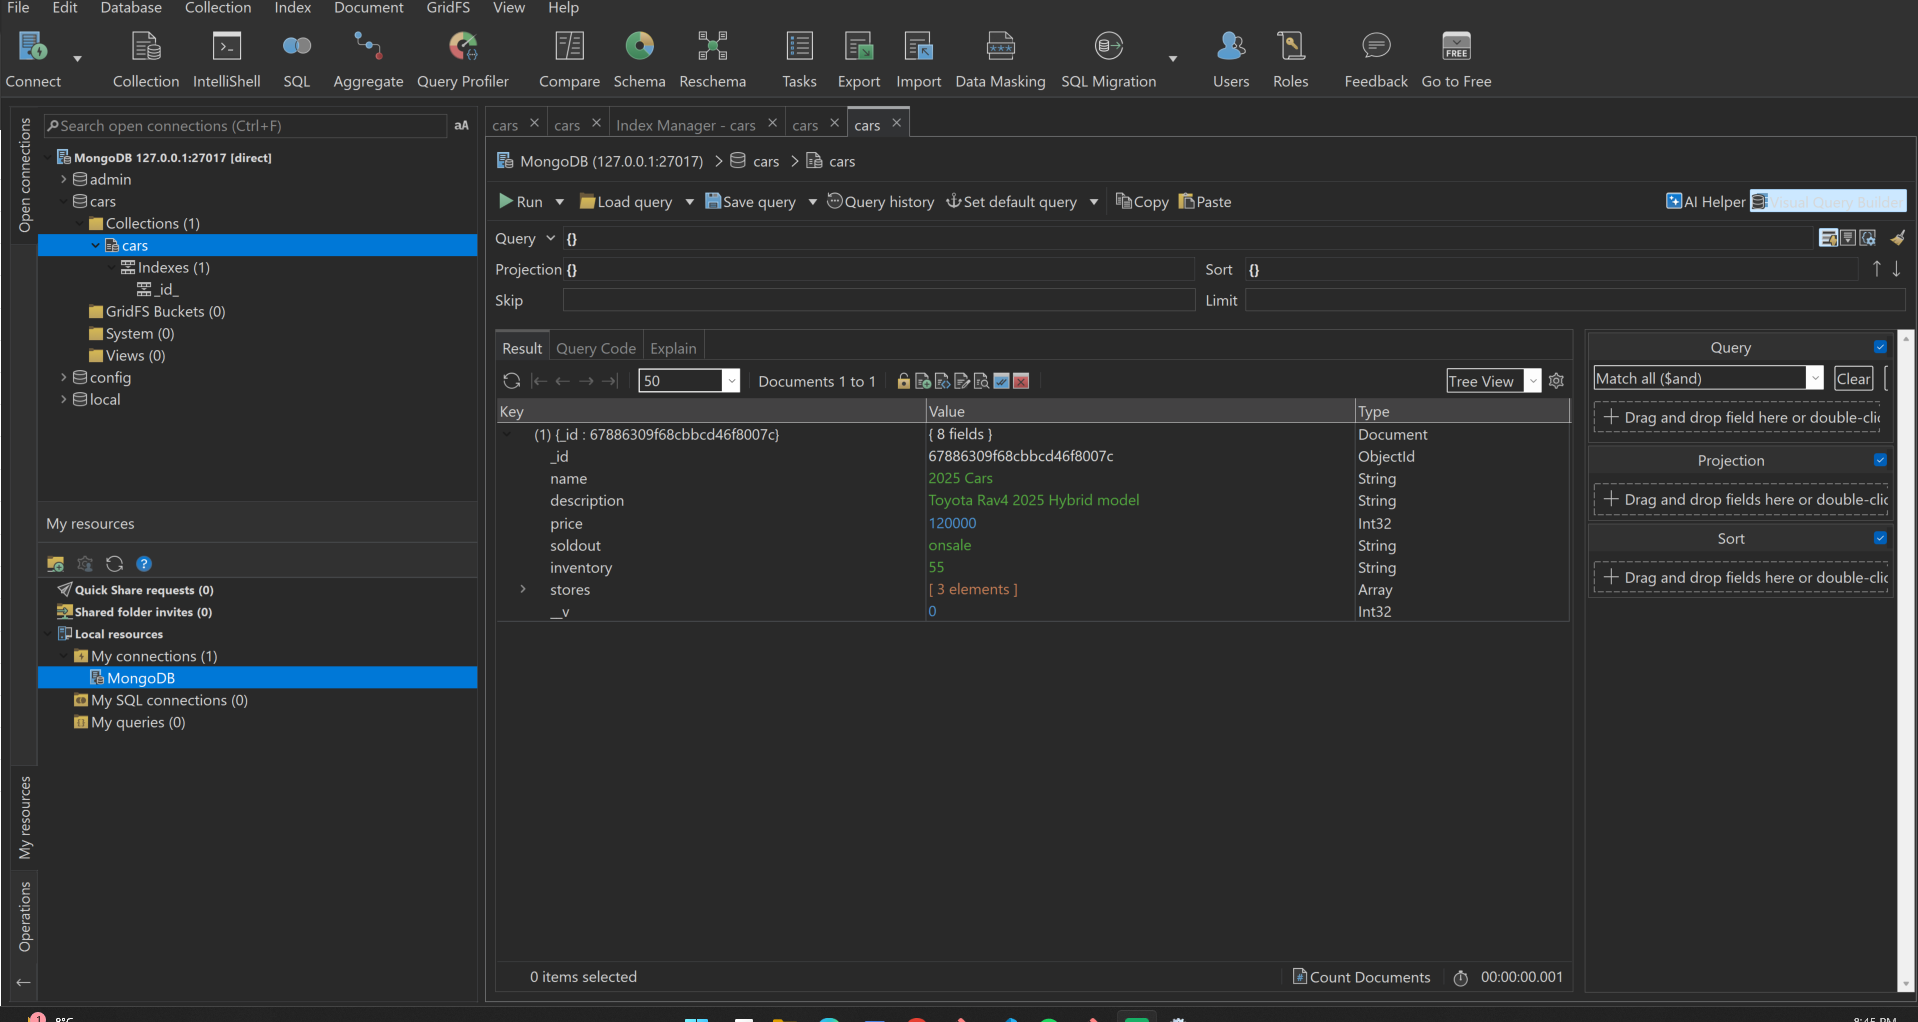 File Edit Database Collection Index Document GridFS View Help
Connect Collection IntelliShell SQL Aggregate Query Profiler Compare Schema Reschema Tasks Export Import Data Masking SQL Migration Users Roles Feedback FREE Go to Free
Open connections
Search open connections (Ctrl+F) aA
MongoDB 127.0.0.1:27017 [direct]
admin
cars
Collections (1)
cars
Indexes (1)
_id_
GridFS Buckets (0)
System (0)
Views (0)
config
local
My resources
Quick Share requests (0)
Shared folder invites (0)
Local resources
My connections (1)
MongoDB
My SQL connections (0)
My queries (0)
My resources
Operations
cars cars Index Manager - cars cars cars
MongoDB (127.0.0.1:27017) cars cars
Run Load query Save query Query history Set default query Copy Paste AI Helper Visual Query Builder
Query {}
Projection {} Sort {}
Skip Limit
Result Query Code Explain
50 Documents 1 to 1 Tree View
Key Value Type
(1) {_id : 67886309f68cbbcd46f8007c} { 8 fields } Document
_id 67886309f68cbbcd46f8007c ObjectId
name 2025 Cars String
description Toyota Rav4 2025 Hybrid model String
price 120000 Int32
soldout onsale String
inventory 55 String
stores [ 3 elements ] Array
__v 0 Int32
0 items selected Count Documents 00:00:00.001
Query
Match all ($and) Clear
Drag and drop field here or double-clic
Projection
Drag and drop fields here or double-clic
Sort
Drag and drop fields here or double-clic
1 8°C 8:45 PM